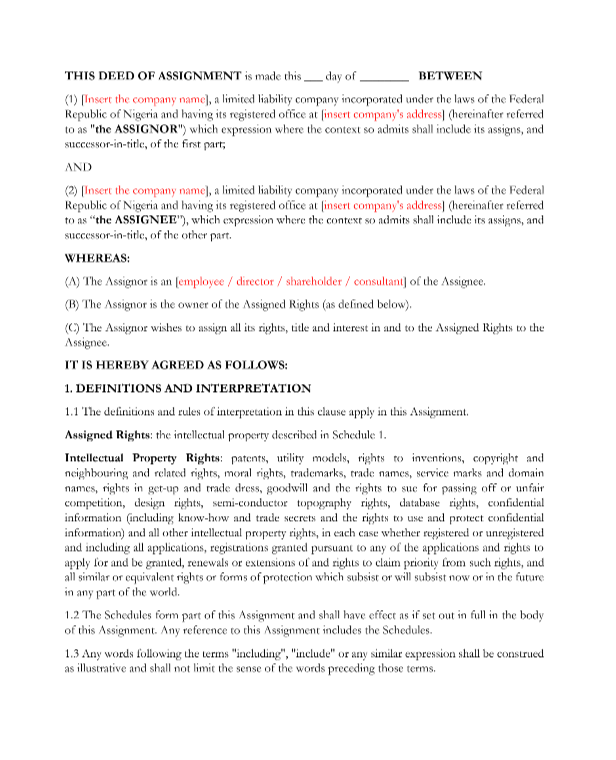 THIS DEED OF ASSIGNMENT is made this ___ day of ________ BETWEEN
(1) [Insert the company name], a limited liability company incorporated under the laws of the Federal
Republic of Nigeria and having its registered office at [insert company's address] (hereinafter referred
to as "the ASSIGNOR") which expression where the context so admits shall include its assigns, and
successor-in-title, of the first part;
AND
(2) [Insert the company name], a limited liability company incorporated under the laws of the Federal
Republic of Nigeria and having its registered office at [insert company's address] (hereinafter referred
to as “the ASSIGNEE”), which expression where the context so admits shall include its assigns, and
successor-in-title, of the other part.
WHEREAS:
(A) The Assignor is an [employee / director / shareholder / consultant] of the Assignee.
(B) The Assignor is the owner of the Assigned Rights (as defined below).
(C) The Assignor wishes to assign all its rights, title and interest in and to the Assigned Rights to the
Assignee.
IT IS HEREBY AGREED AS FOLLOWS:
1. DEFINITIONS AND INTERPRETATION
1.1 The definitions and rules of interpretation in this clause apply in this Assignment.
Assigned Rights: the intellectual property described in Schedule 1.
Intellectual Property Rights: patents, utility models, rights to inventions, copyright and
neighbouring and related rights, moral rights, trademarks, trade names, service marks and domain
names, rights in get-up and trade dress, goodwill and the rights to sue for passing off or unfair
competition, design rights, semi-conductor topography rights, database rights, confidential
information (including know-how and trade secrets and the rights to use and protect confidential
information) and all other intellectual property rights, in each case whether registered or unregistered
and including all applications, registrations granted pursuant to any of the applications and rights to
apply for and be granted, renewals or extensions of and rights to claim priority from such rights, and
all similar or equivalent rights or forms of protection which subsist or will subsist now or in the future
in any part of the world.
1.2 The Schedules form part of this Assignment and shall have effect as if set out in full in the body
of this Assignment. Any reference to this Assignment includes the Schedules.
1.3 Any words following the terms "including", "include" or any similar expression shall be construed
as illustrative and shall not limit the sense of the words preceding those terms.